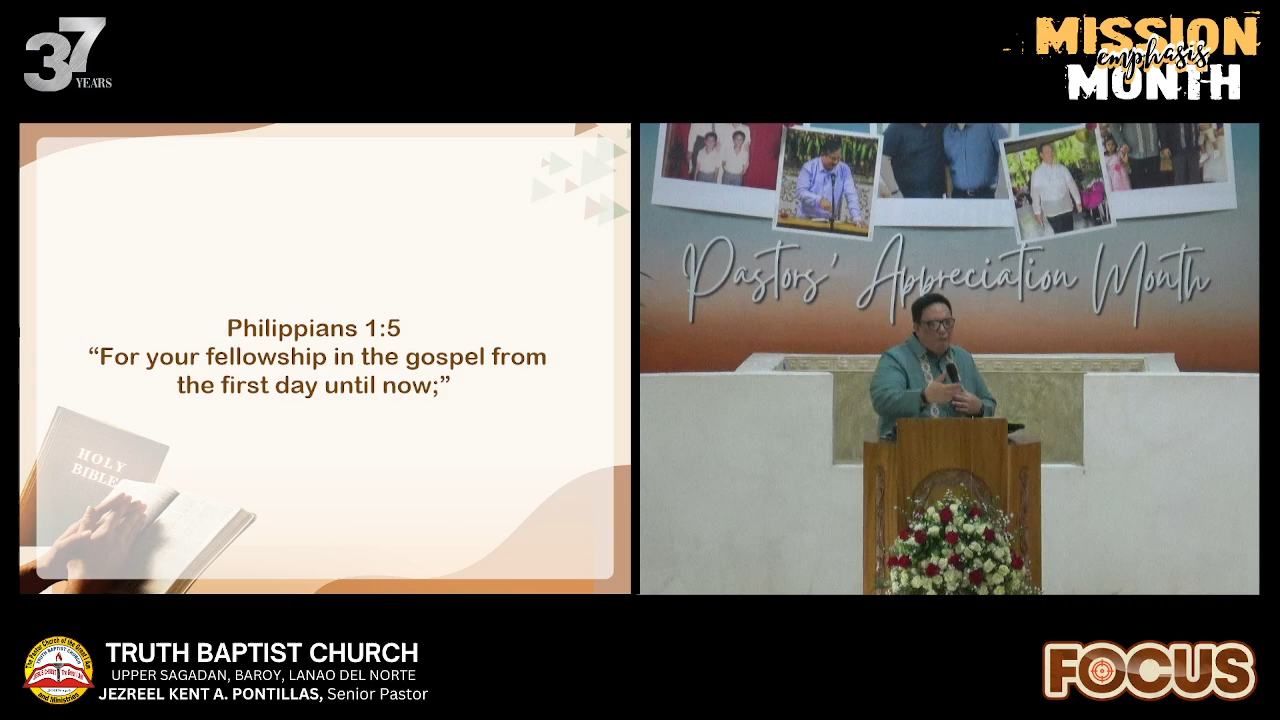 37
YEARS
MISSION
emphasis
MONTH
Philippians 1:5
“For your fellowship in the gospel from
the first day until now;”
HOLY
BIBLE
Pastors' Appreciation Month
TRUTH BAPTIST CHURCH
UPPER SAGADAN, BAROY, LANAO DEL NORTE
JEZREEL KENT A. PONTILLAS, Senior Pastor
FOCUS